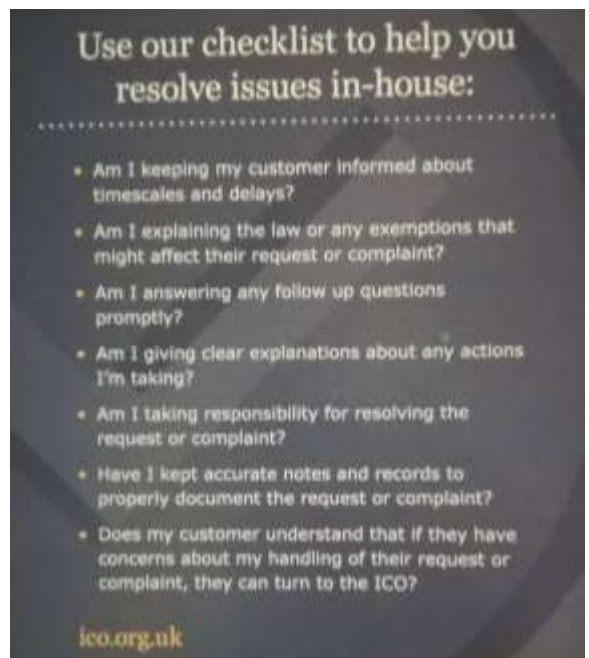 Use our checklist to help you
resolve issues in-house:
• Am I keeping my customer informed about
timescales and delays?
• Am I explaining the law or any exemptions that
might affect their request or complaint?
• Am I answering any follow up questions
promptly?
• Am I giving clear explanations about any actions
I'm taking?
• Am I taking responsibility for resolving the
request or complaint?
• Have I kept accurate notes and records to
properly document the request or complaint?
• Does my customer understand that if they have
concerns about my handling of their request or
complaint, they can turn to the ICO?
ico.org.uk